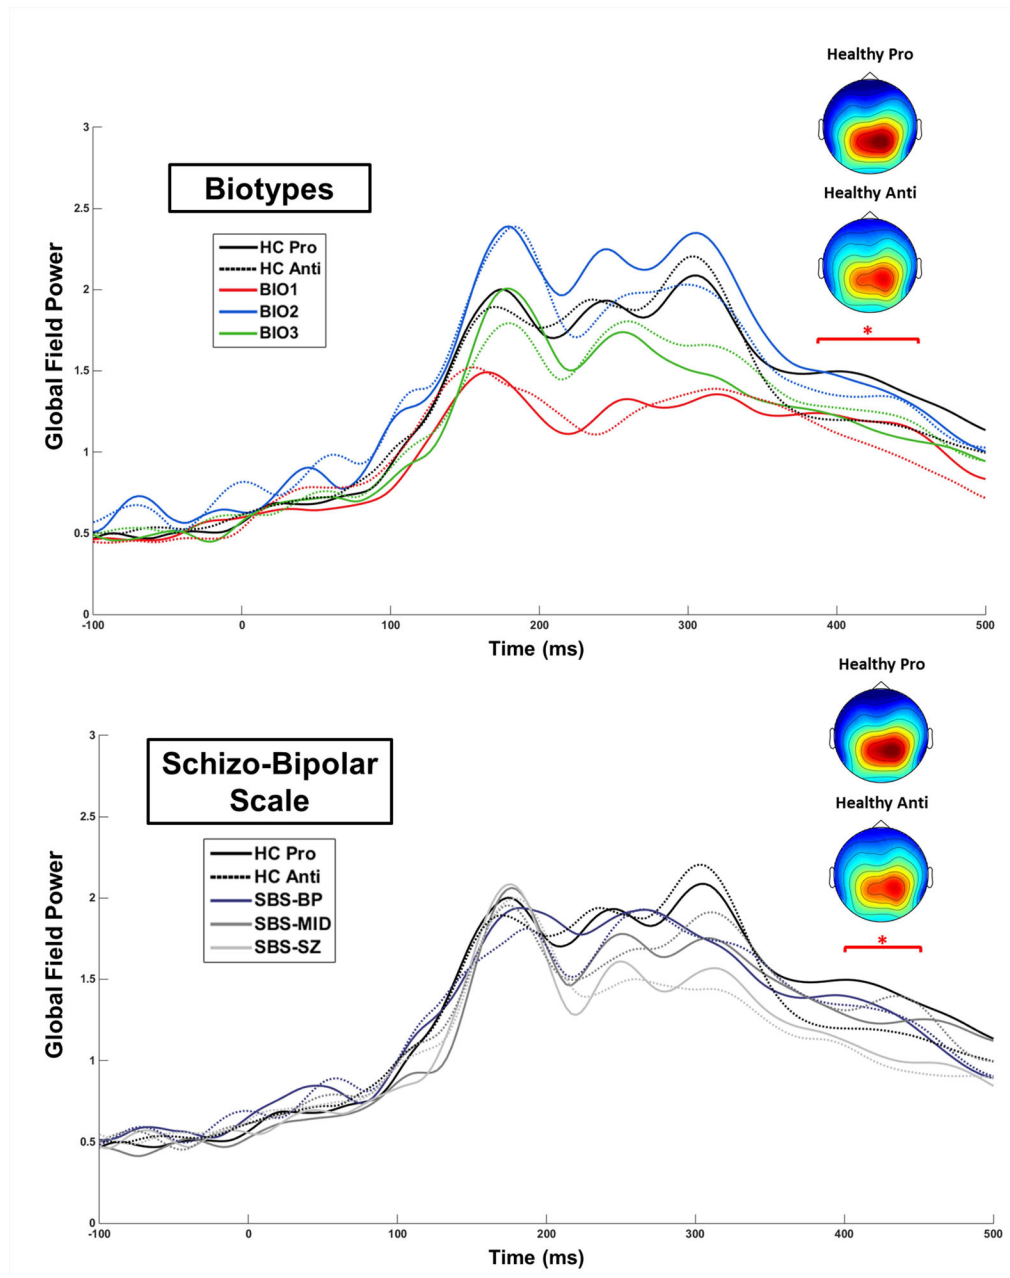 Healthy Pro
Healthy Anti
*
Biotypes
HC Pro
HC Anti
BIO1
BIO2
BIO3
Global Field Power
3
2.5
2
1.5
1
0.5
0
-100
0
100
200
300
400
500
Time (ms)
Healthy Pro
Healthy Anti
*
Schizo-Bipolar
Scale
HC Pro
HC Anti
SBS-BP
SBS-MID
SBS-SZ
Global Field Power
3
2.5
2
1.5
1
0.5
0
-100
0
100
200
300
400
500
Time (ms)